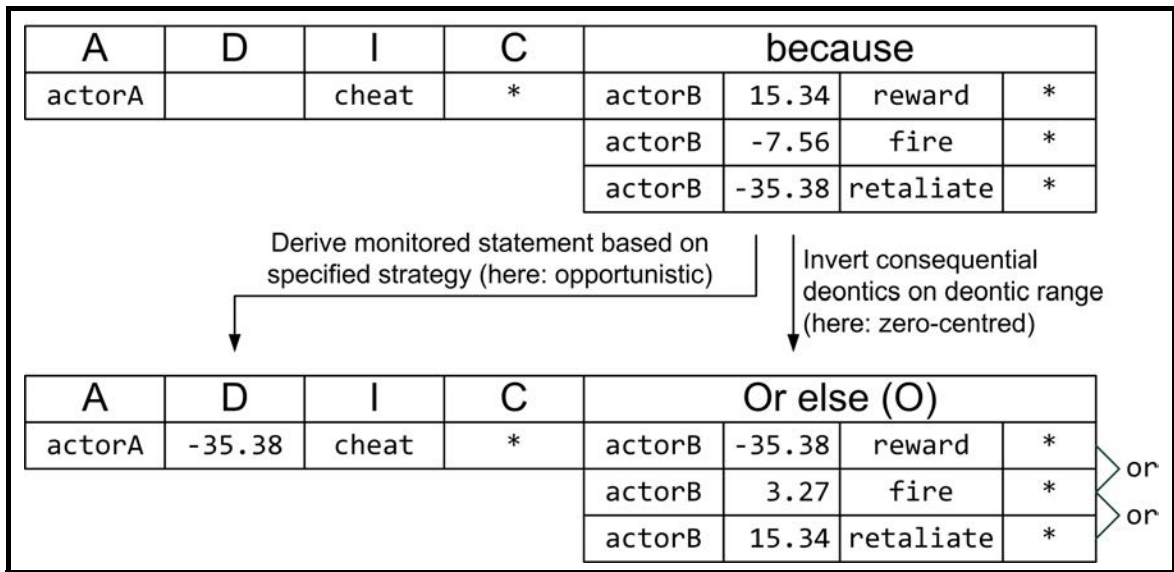 A D I C because
actorA cheat * actorB 15.34 reward *
actorB -7.56 fire *
actorB -35.38 retaliate *
Derive monitored statement based on
specified strategy (here: opportunistic)
Invert consequential
deontics on deontic range
(here: zero-centred)
A D I C Or else (O)
actorA -35.38 cheat * actorB -35.38 reward *
or
actorB 3.27 fire *
or
actorB 15.34 retaliate *